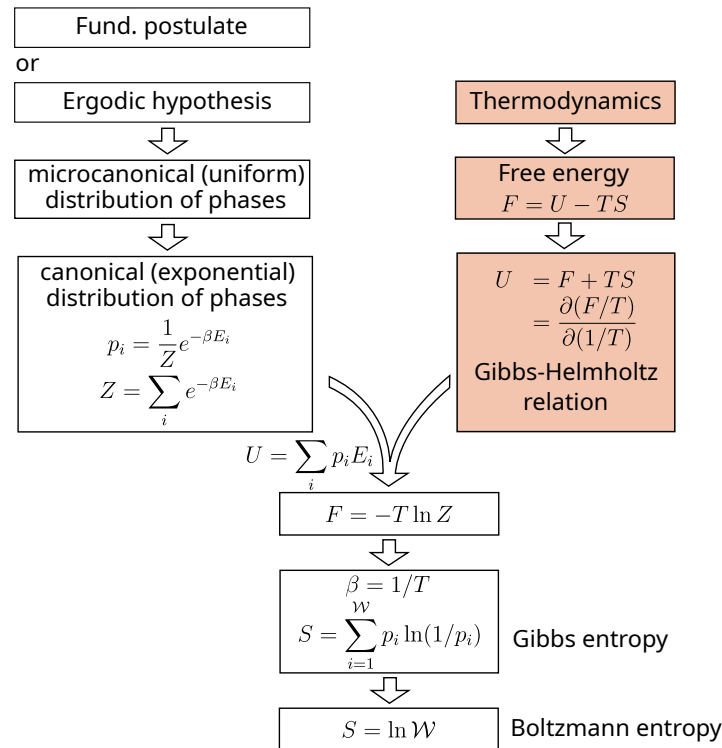 Fund. postulate
or
Ergodic hypothesis
microcanonical (uniform)
distribution of phases
canonical (exponential)
distribution of phases
p_i = \frac{1}{Z} e^{-\beta E_i}
Z = \sum_i e^{-\beta E_i}
Thermodynamics
Free energy
F = U − TS
U = F + TS
= \frac{\partial(F/T)}{\partial(1/T)}
Gibbs-Helmholtz
relation
U = \sum_i p_i E_i
F = −T ln Z
β = 1/T
S = \sum_{i=1}^{\mathcal{W}} p_i ln(1/p_i)
Gibbs entropy
S = ln \mathcal{W}
Boltzmann entropy